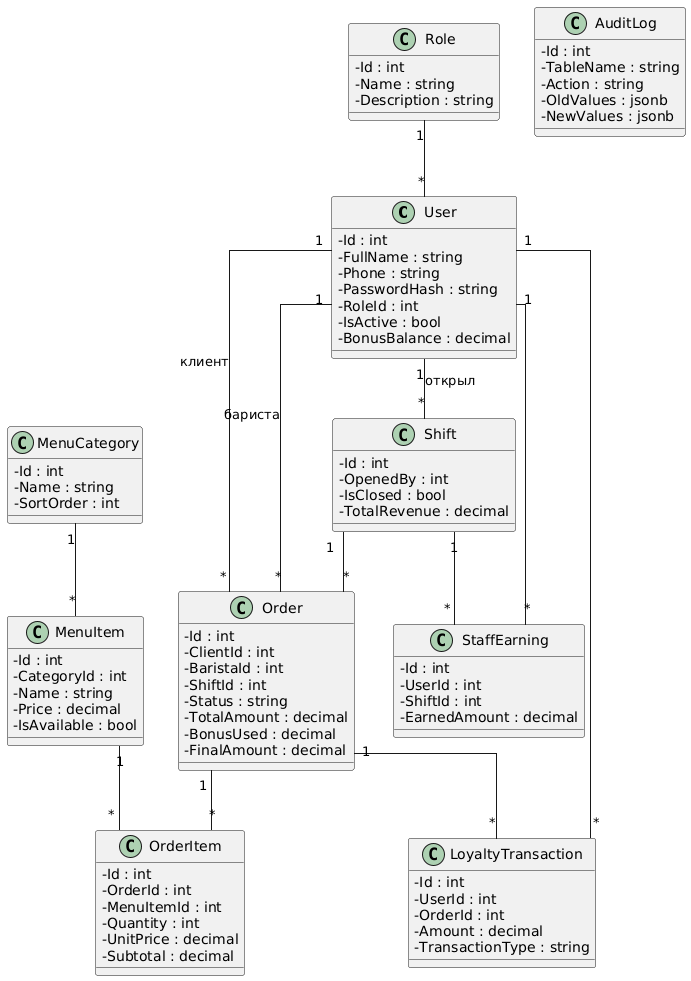 C Role
-Id : int
-Name : string
-Description : string
C AuditLog
-Id : int
-TableName : string
-Action : string
-OldValues : jsonb
-NewValues : jsonb
1
*
C User
-Id : int
-FullName : string
-Phone : string
-PasswordHash : string
-RoleId : int
-IsActive : bool
-BonusBalance : decimal
1
1
1
1
клиент
бариста
1
открыл
*
C Shift
-Id : int
-OpenedBy : int
-IsClosed : bool
-TotalRevenue : decimal
C MenuCategory
-Id : int
-Name : string
-SortOrder : int
1
*
1
1
*
*
*
*
*
C MenuItem
-Id : int
-CategoryId : int
-Name : string
-Price : decimal
-IsAvailable : bool
C Order
-Id : int
-ClientId : int
-BaristaId : int
-ShiftId : int
-Status : string
-TotalAmount : decimal
-BonusUsed : decimal
-FinalAmount : decimal
C StaffEarning
-Id : int
-UserId : int
-ShiftId : int
-EarnedAmount : decimal
1
1
1
*
*
*
*
C OrderItem
-Id : int
-OrderId : int
-MenuItemId : int
-Quantity : int
-UnitPrice : decimal
-Subtotal : decimal
C LoyaltyTransaction
-Id : int
-UserId : int
-OrderId : int
-Amount : decimal
-TransactionType : string